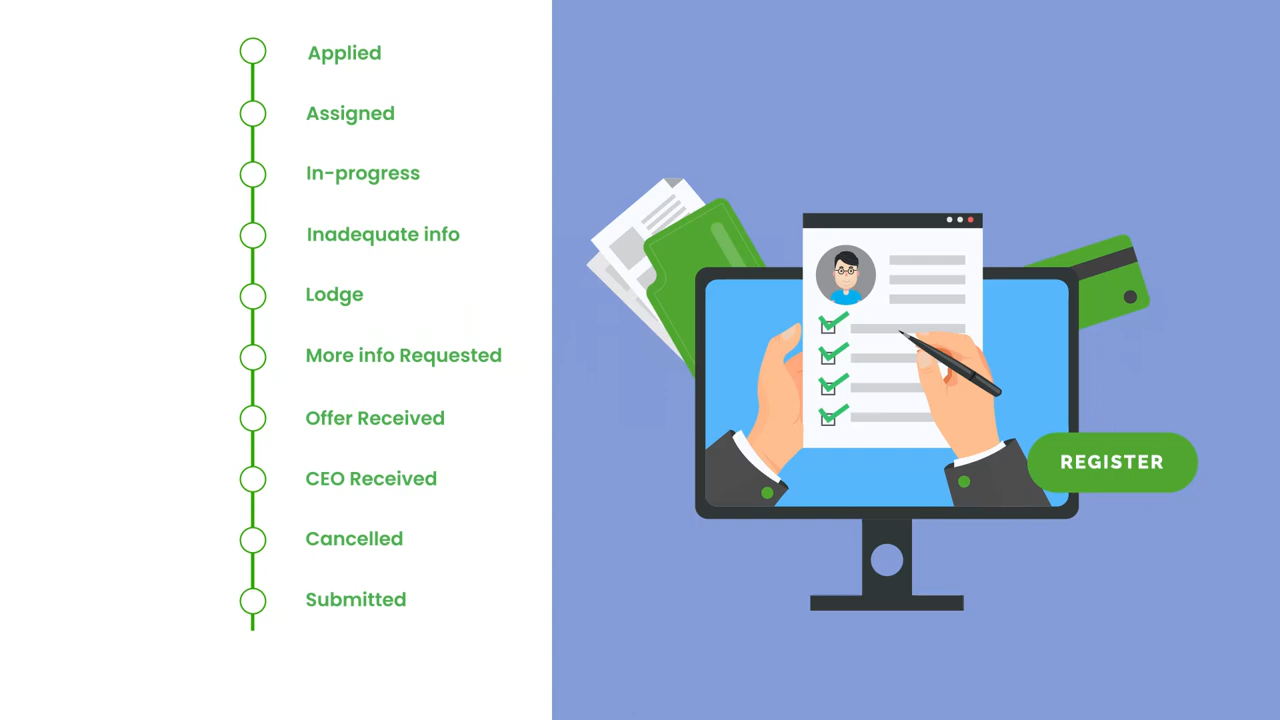 Applied
Assigned
In-progress
Inadequate info
Lodge
More info Requested
Offer Received
CEO Received
Cancelled
Submitted
REGISTER